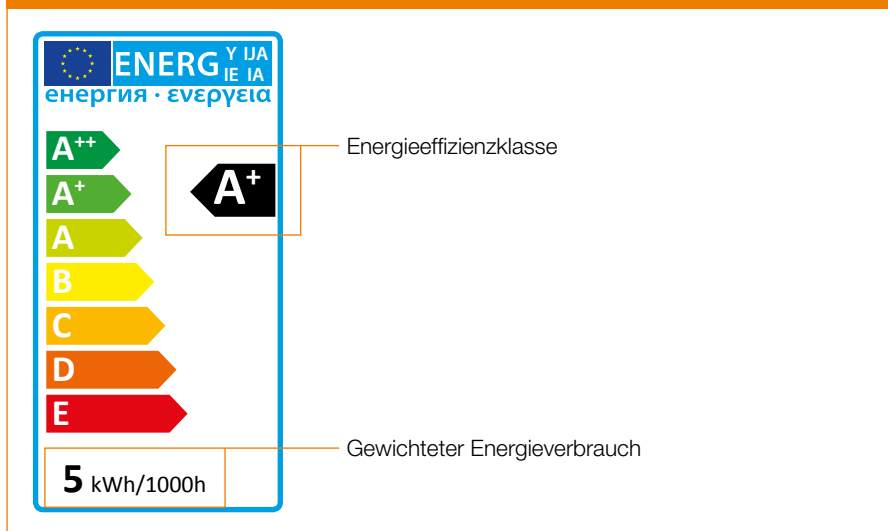 ENERG Y IJA
IE IA
енергия · ενεργεια
A++
Energieeffizienzklasse
A+
A+
A
B
C
D
E
Gewichteter Energieverbrauch
5 kWh/1000h